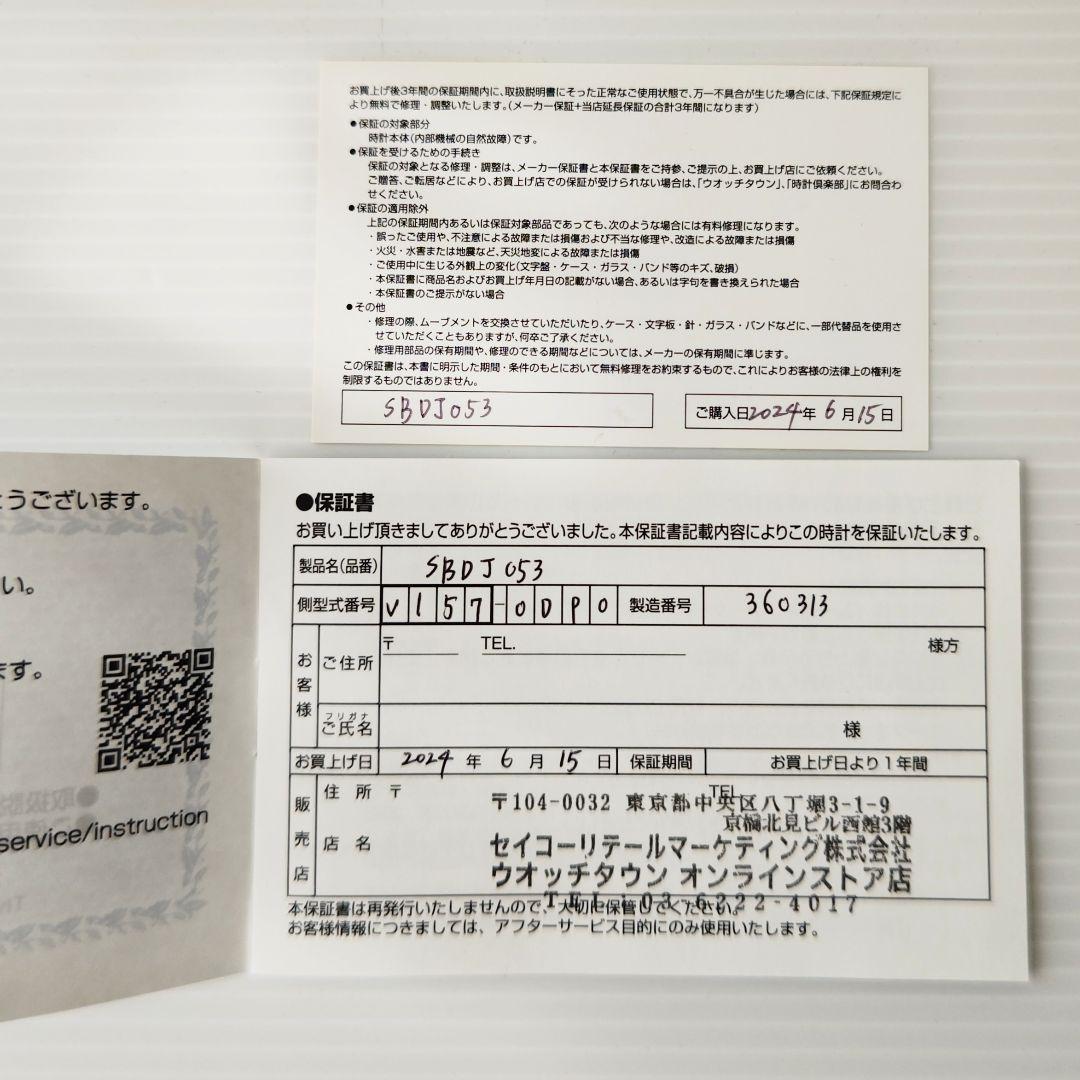 お買上げ後3年間の保証期間内に、取扱説明書にそった正常なご使用状態で、万一不具合が生じた場合には、下記保証規定に
より無料で修理・調整いたします。(メーカー保証+当店延長保証の合計3年間になります)
●保証の対象部分
時計本体(内部機械の自然故障)です。
●保証を受けるための手続き
保証の対象となる修理・調整は、メーカー保証書と本保証書をご持参、ご提示の上、お買上げ店にご依頼ください。
ご贈答、ご転居などにより、お買上げ店での保証が受けられない場合は、「ウオッチタウン」、「時計倶楽部」にお問合わ
せください。
●保証の適用除外
上記の保証期間内あるいは保証対象部品であっても、次のような場合には有料修理になります。
・誤ったご使用や、不注意による故障または損傷および不当な修理や、改造による故障または損傷
・火災・水害または地震など、天災地変による故障または損傷
・ご使用中に生じる外観上の変化(文字盤・ケース・ガラス・バンド等のキズ、破損)
・本保証書に商品名およびお買上げ年月日の記載がない場合、あるいは字句を書き換えられた場合
・本保証書のご提示がない場合
●その他
・修理の際、ムーブメントを交換させていただいたり、ケース・文字板・針・ガラス・バンドなどに、一部代替品を使用さ
せていただくこともありますが、何卒ご了承ください。
・修理用部品の保有期間や、修理のできる期間などについては、メーカーの保有期間に準じます。
この保証書は、本書に明示した期間・条件のもとにおいて無料修理をお約束するもので、これによりお客様の法律上の権利を
制限するものではありません。
SBDJ053 ご購入日2024年6月15日
とうございます。
い。
ます。
service/instruction
●保証書
お買い上げ頂きましてありがとうございました。本保証書記載内容によりこの時計を保証いたします。
製品名(品番) SBDJ053
側型式番号 V157-0DP0 製造番号 360313
お客様 ご住所 〒 TEL. 様方
フリガナ
ご氏名 様
お買上げ日 2024年6月15日 保証期間 お買上げ日より1年間
販売店 住所 〒 TEL
〒104-0032 東京都中央区八丁堀3-1-9
京橋北見ビル西館3階
店名 セイコーリテールマーケティング株式会社
ウオッチタウン オンラインストア店
TEL:03-6222-4017
本保証書は再発行いたしませんので、大切に保管してください。
お客様情報につきましては、アフターサービス目的にのみ使用いたします。